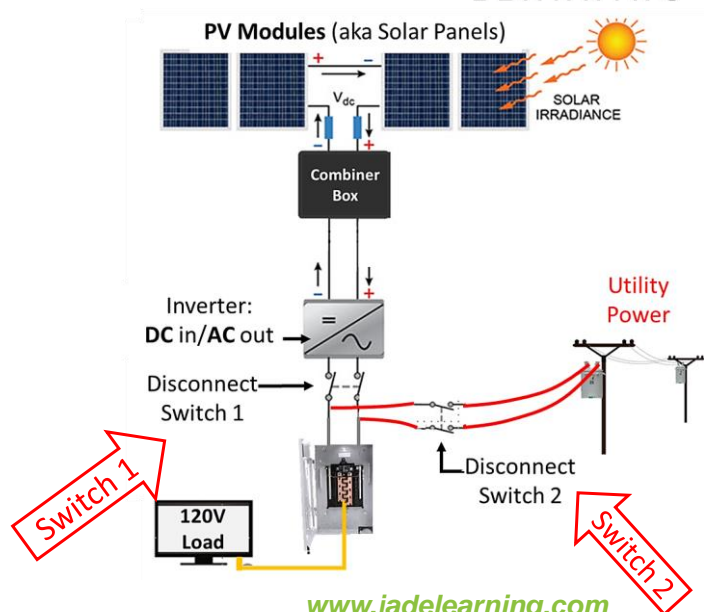 PV Modules (aka Solar Panels)
+
−
Vdc
SOLAR
IRRADIANCE
−
+
Combiner
Box
−
+
Inverter:
DC in/AC out
Utility
Power
Disconnect
Switch 1
Disconnect
Switch 2
Switch 1
Switch 2
120V
Load
www.jadelearning.com